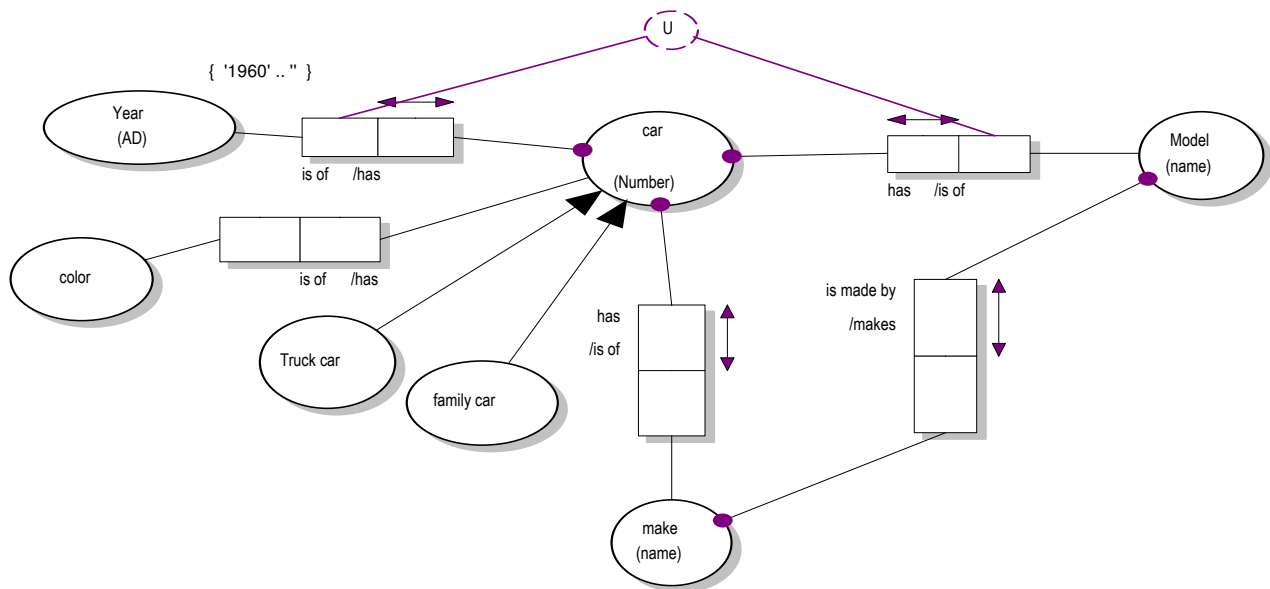 U
{ '1960' .. '' }
Year
(AD)
car
(Number)
Model
(name)
is of /has
has /is of
color
is of /has
is made by
/makes
has
/is of
Truck car
family car
make
(name)